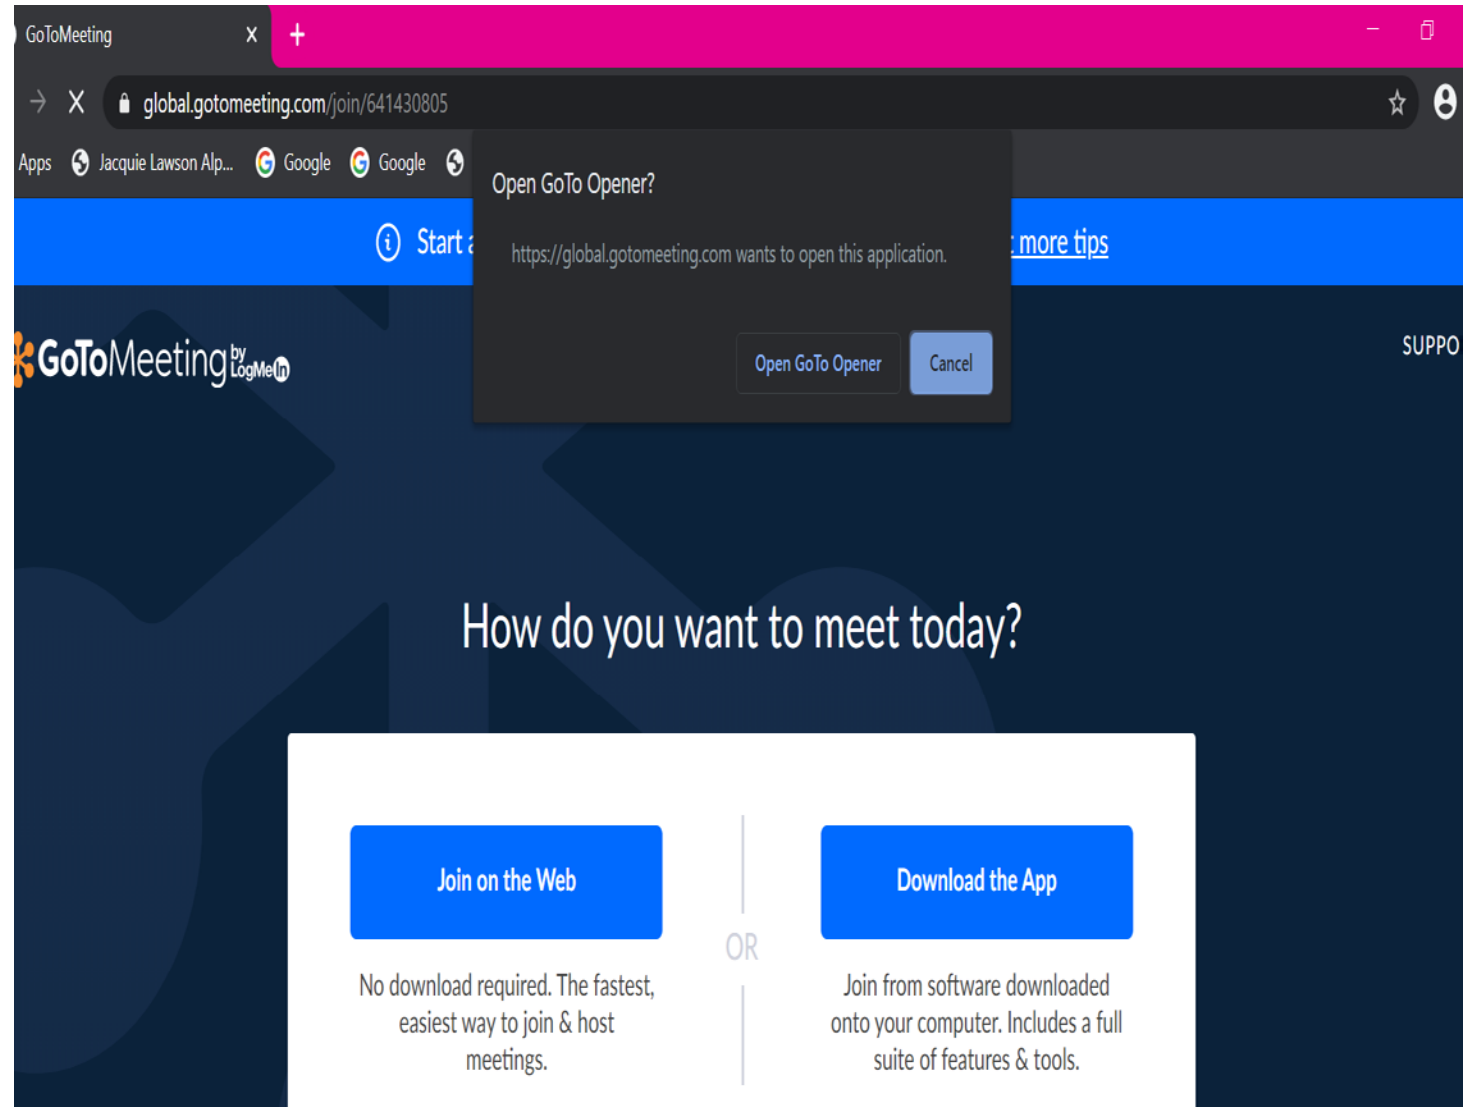 GoToMeeting
global.gotomeeting.com/join/641430805
Apps Jacquie Lawson Alp... Google Google
Open GoTo Opener?
https://global.gotomeeting.com wants to open this application.
Open GoTo Opener Cancel
Start more tips
GoToMeeting by LogMeIn
SUPPO
How do you want to meet today?
Join on the Web
No download required. The fastest,
easiest way to join & host
meetings.
OR
Download the App
Join from software downloaded
onto your computer. Includes a full
suite of features & tools.